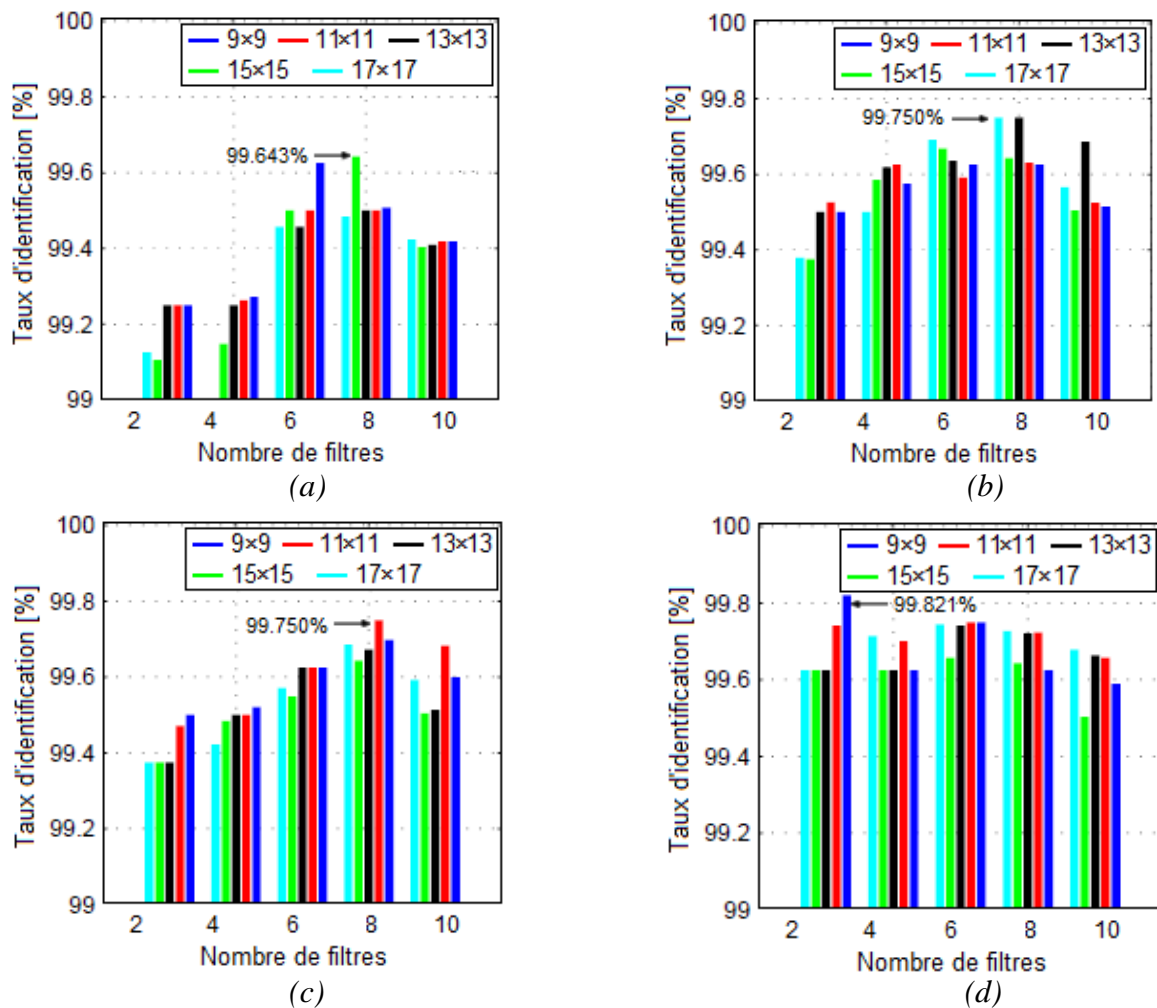 100
99.8
99.6
99.4
99.2
99
Taux d'identification [%]
9×9 11×11 13×13
15×15 17×17
99.643%
2 4 6 8 10
Nombre de filtres
(a)
100
99.8
99.6
99.4
99.2
99
Taux d'identification [%]
9×9 11×11 13×13
15×15 17×17
99.750%
2 4 6 8 10
Nombre de filtres
(b)
100
99.8
99.6
99.4
99.2
99
Taux d'identification [%]
9×9 11×11 13×13
15×15 17×17
99.750%
2 4 6 8 10
Nombre de filtres
(c)
100
99.8
99.6
99.4
99.2
99
Taux d'identification [%]
9×9 11×11 13×13
15×15 17×17
99.821%
2 4 6 8 10
Nombre de filtres
(d)